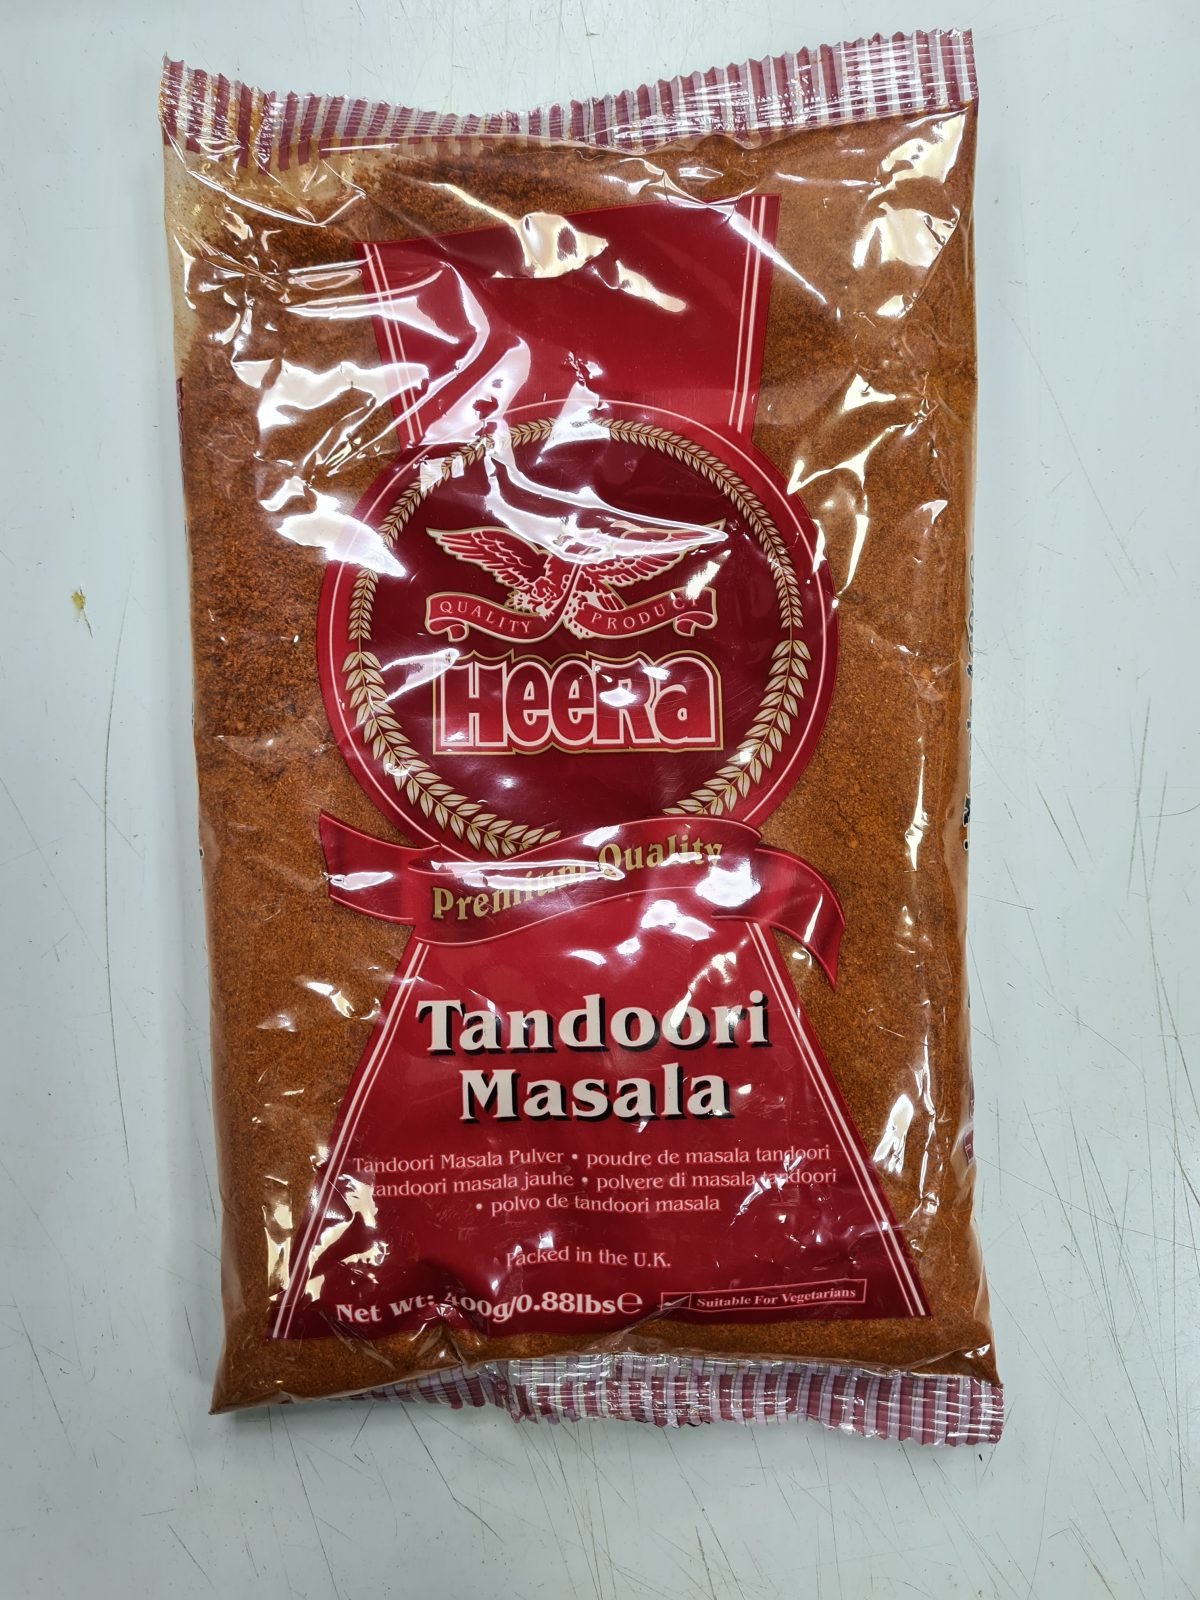 QUALITY PRODUCT
HEERA
Premium Quality
Tandoori
Masala
Tandoori Masala Pulver • poudre de masala tandoori
tandoori masala jauhe • polvere di masala tandoori
• polvo de tandoori masala
Packed in the U.K.
Net wt: 400g/0.88lbs℮
Suitable For Vegetarians